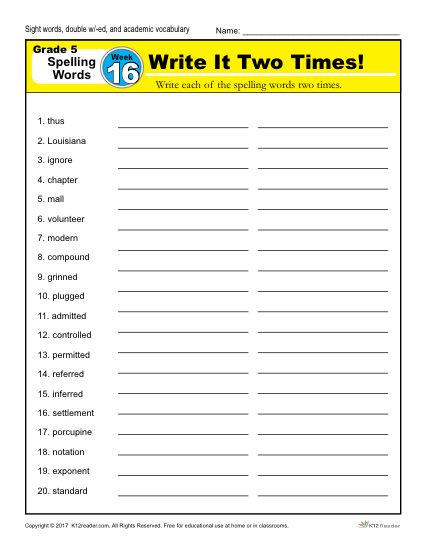 Sight words, double w/-ed, and academic vocabulary Name: ________________________________
Grade 5
Spelling
Words
Week
16
Write It Two Times!
Write each of the spelling words two times.
1. thus
2. Louisiana
3. ignore
4. chapter
5. mall
6. volunteer
7. modern
8. compound
9. grinned
10. plugged
11. admitted
12. controlled
13. permitted
14. referred
15. inferred
16. settlement
17. porcupine
18. notation
19. exponent
20. standard
Copyright © 2017 K12reader.com. All Rights Reserved. Free for educational use at home or in classrooms.
K12 Reader